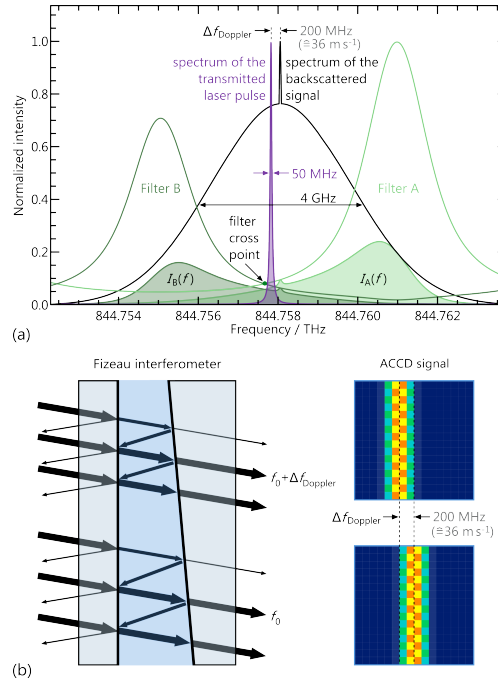 Δf_Doppler
200 MHz
(≙36 m s⁻¹)
spectrum of the
transmitted
laser pulse
spectrum of the
backscattered
signal
Normalized intensity
1.0
0.8
0.6
0.4
0.2
0.0
Filter B
50 MHz
Filter A
4 GHz
filter
cross
point
I_B(f)
I_A(f)
844.754
844.756
844.758
844.760
844.762
Frequency / THz
(a)
Fizeau interferometer
ACCD signal
f₀+Δf_Doppler
Δf_Doppler
200 MHz
(≙36 m s⁻¹)
f₀
(b)